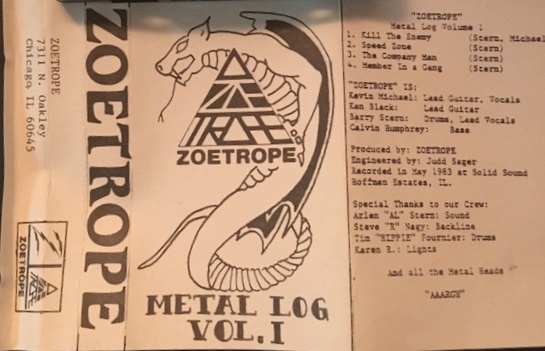 ZOETROPE
7311 N. Oakley
Chicago IL 60645
ZOETROPE
ZOETROPE
ZOETROPE
METAL LOG
VOL. I
"ZOETROPE"
Metal Log Volume 1
1. Kill The Enemy (Stern, Michael
2. Speed Zone (Stern)
3. The Company Man (Stern)
4. Member In a Gang (Stern)
"ZOETROPE" IS:
Kevin Michael: Lead Guitar, Vocals
Ken Black: Lead Guitar
Barry Stern: Drums, Lead Vocals
Calvin Humphrey: Bass
Produced by: ZOETROPE
Engineered by: Judd Sager
Recorded in May 1983 at Solid Sound
Hoffman Estates, IL.
Special Thanks to our Crew:
Arlen "AL" Stern: Sound
Steve "R" Nagy: Backline
Tim "HIPPIE" Fournier: Drums
Karen R.: Lights
And all the Metal Heads
"AAARGH"